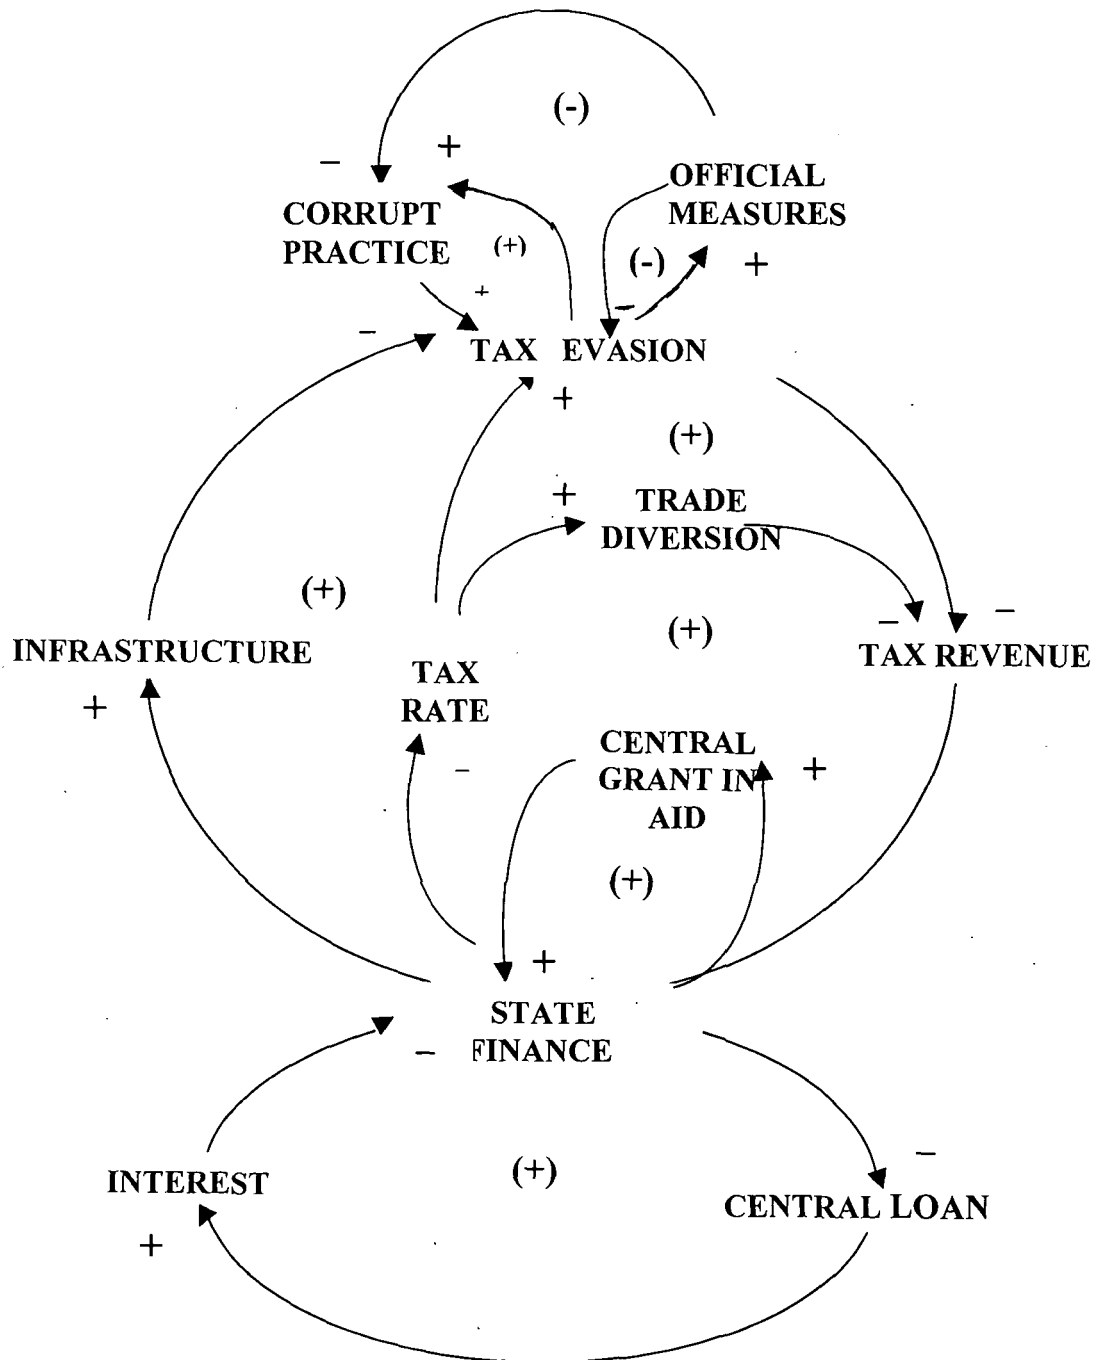 (-)
− +
OFFICIAL
MEASURES
CORRUPT
PRACTICE
(+)
(-)
+
+
−
−
TAX EVASION
+
(+)
+
TRADE
DIVERSION
(+)
(+)
−
−
INFRASTRUCTURE
+
TAX
RATE
−
TAX REVENUE
CENTRAL
GRANT IN
AID
+
(+)
+
STATE
FINANCE
−
−
INTEREST
+
(+)
CENTRAL LOAN